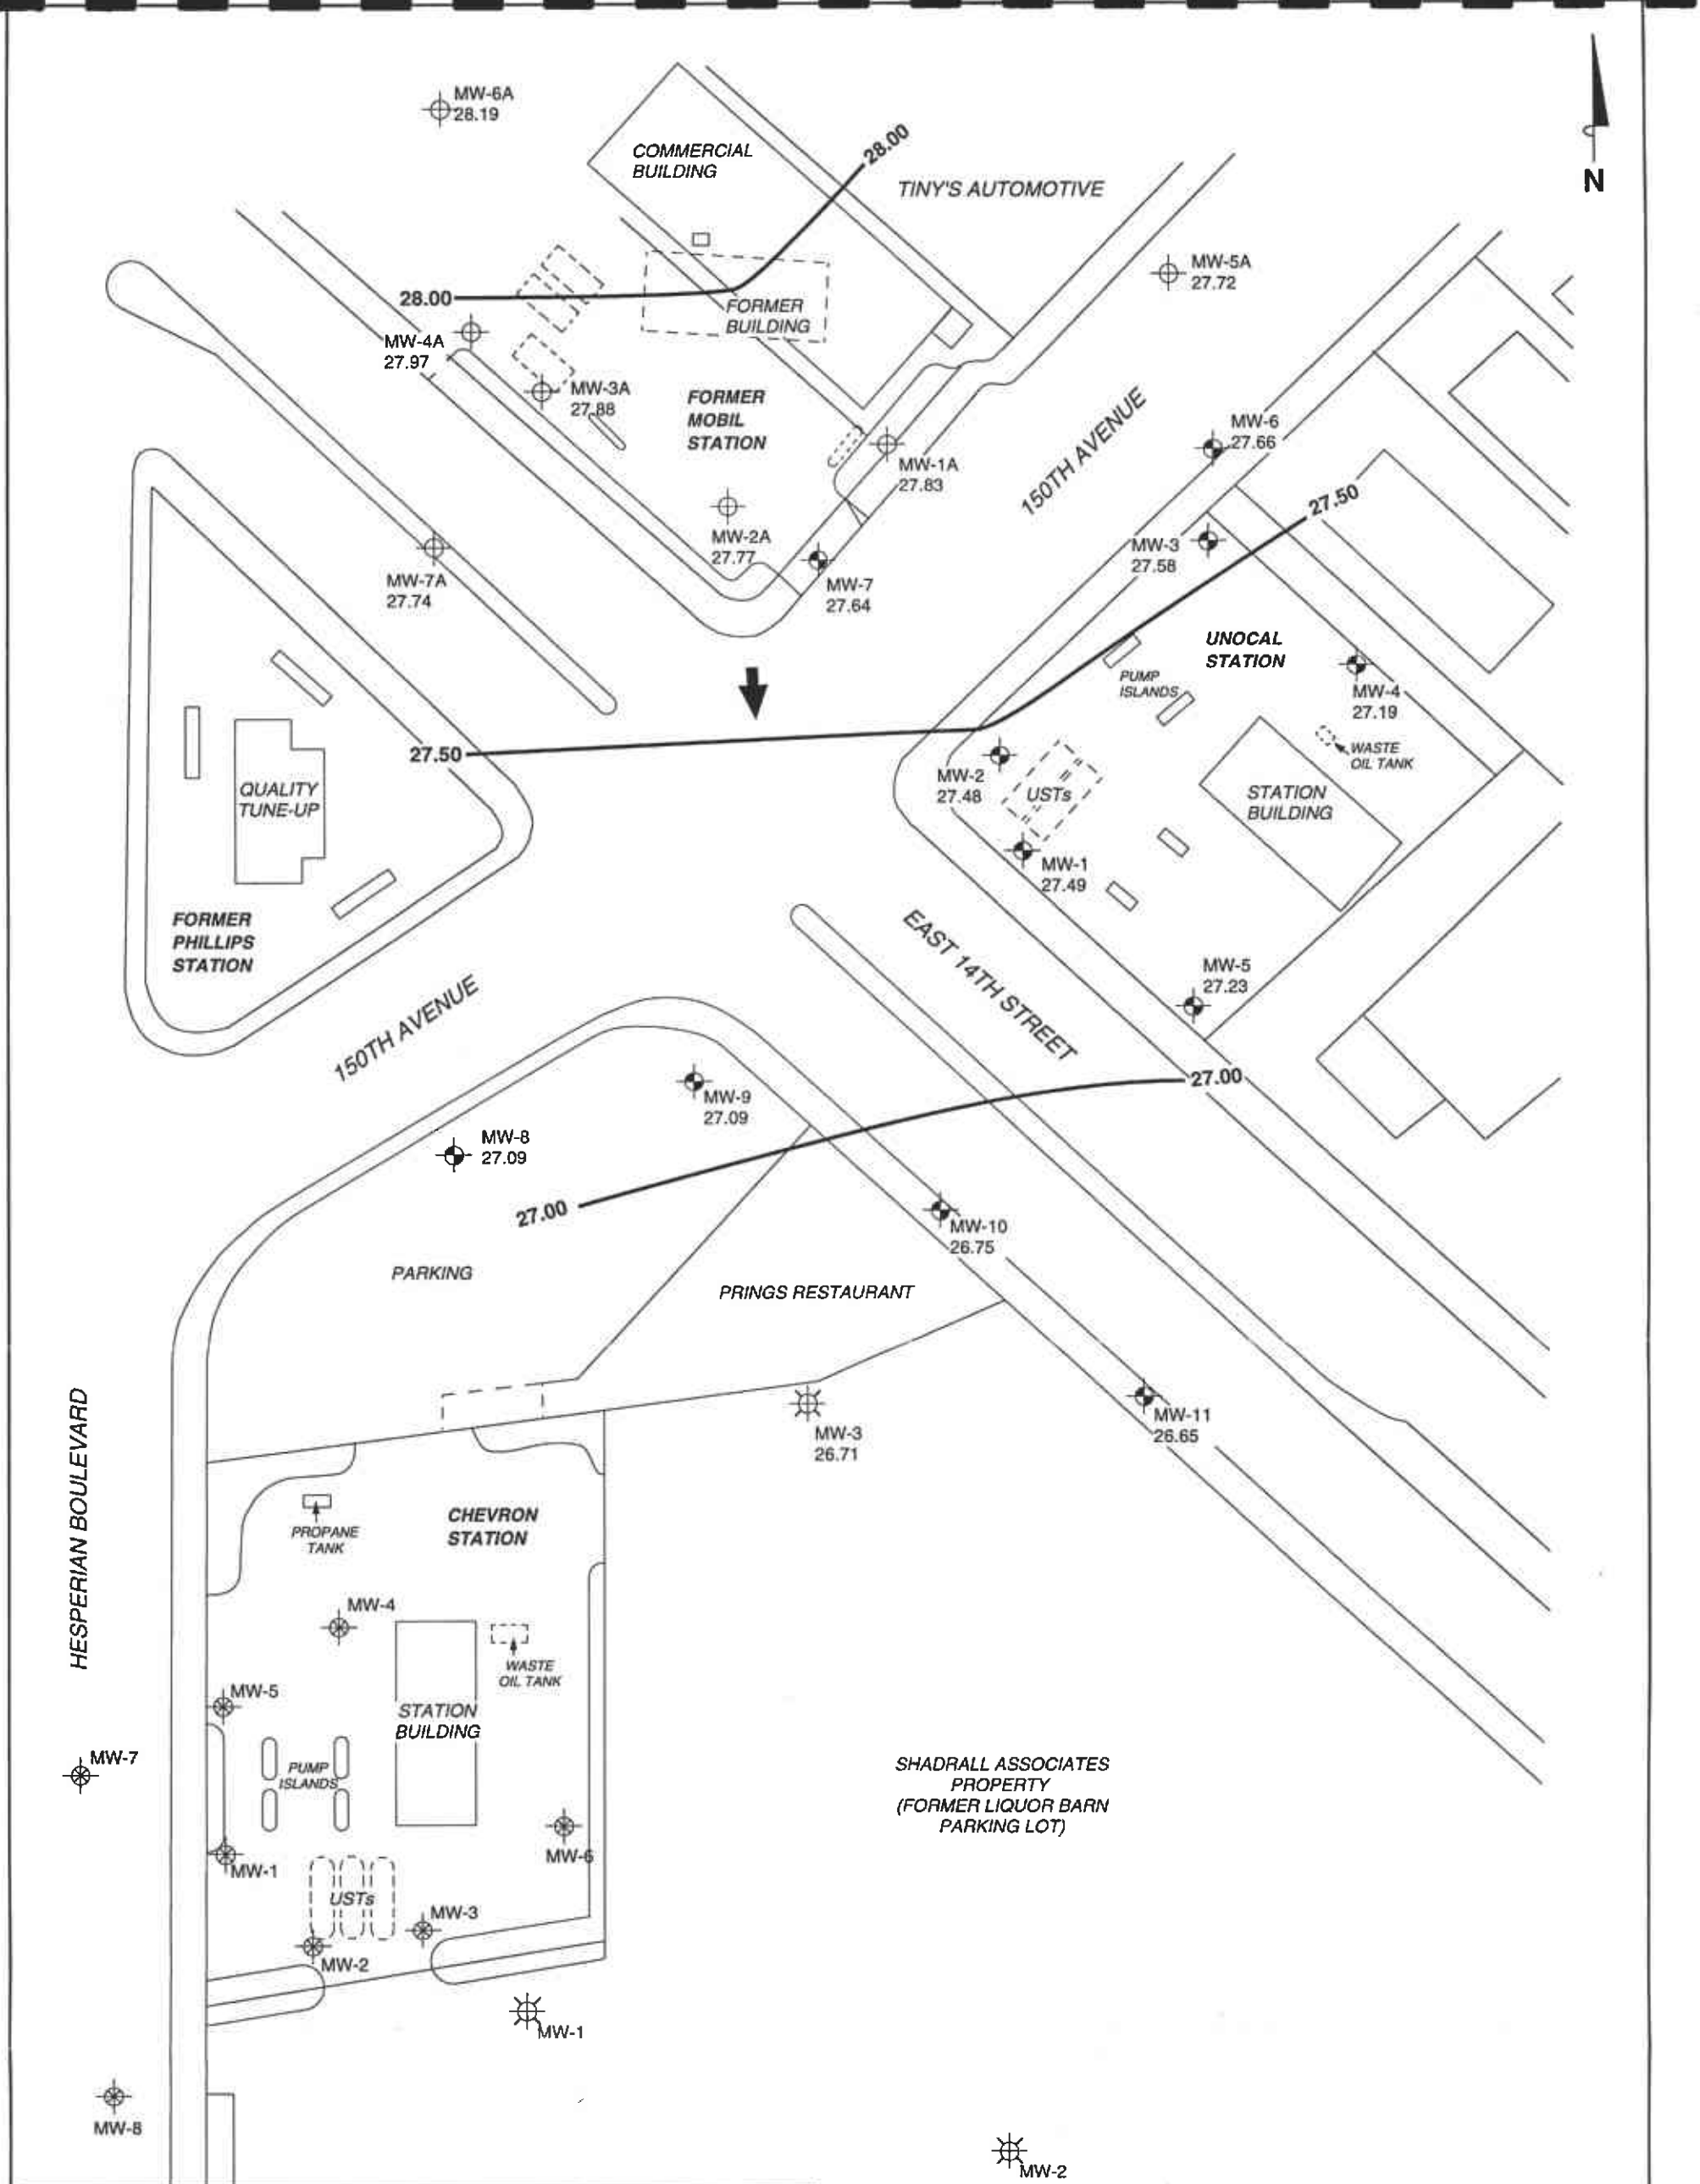 MW-6A
28.19
N
COMMERCIAL
BUILDING
28.00
TINY'S AUTOMOTIVE
MW-5A
27.72
28.00
FORMER
BUILDING
MW-4A
27.97
MW-3A
27.88
FORMER
MOBIL
STATION
150TH AVENUE
MW-6
27.66
MW-1A
27.83
27.50
MW-2A
27.77
MW-3
27.58
MW-7A
27.74
MW-7
27.64
UNOCAL
STATION
PUMP
ISLANDS
MW-4
27.19
27.50
WASTE
OIL TANK
MW-2
27.48
USTs
STATION
BUILDING
QUALITY
TUNE-UP
MW-1
27.49
FORMER
PHILLIPS
STATION
EAST 14TH STREET
MW-5
27.23
150TH AVENUE
27.00
MW-9
27.09
MW-8
27.09
27.00
MW-10
26.75
PARKING
PRINGS RESTAURANT
HESPERIAN BOULEVARD
MW-3
26.71
MW-11
26.65
CHEVRON
STATION
PROPANE
TANK
MW-4
WASTE
OIL TANK
MW-5
STATION
BUILDING
MW-7
PUMP
ISLANDS
SHADRALL ASSOCIATES
PROPERTY
(FORMER LIQUOR BARN
PARKING LOT)
MW-6
MW-1
USTs
MW-3
MW-2
MW-1
MW-8
MW-2